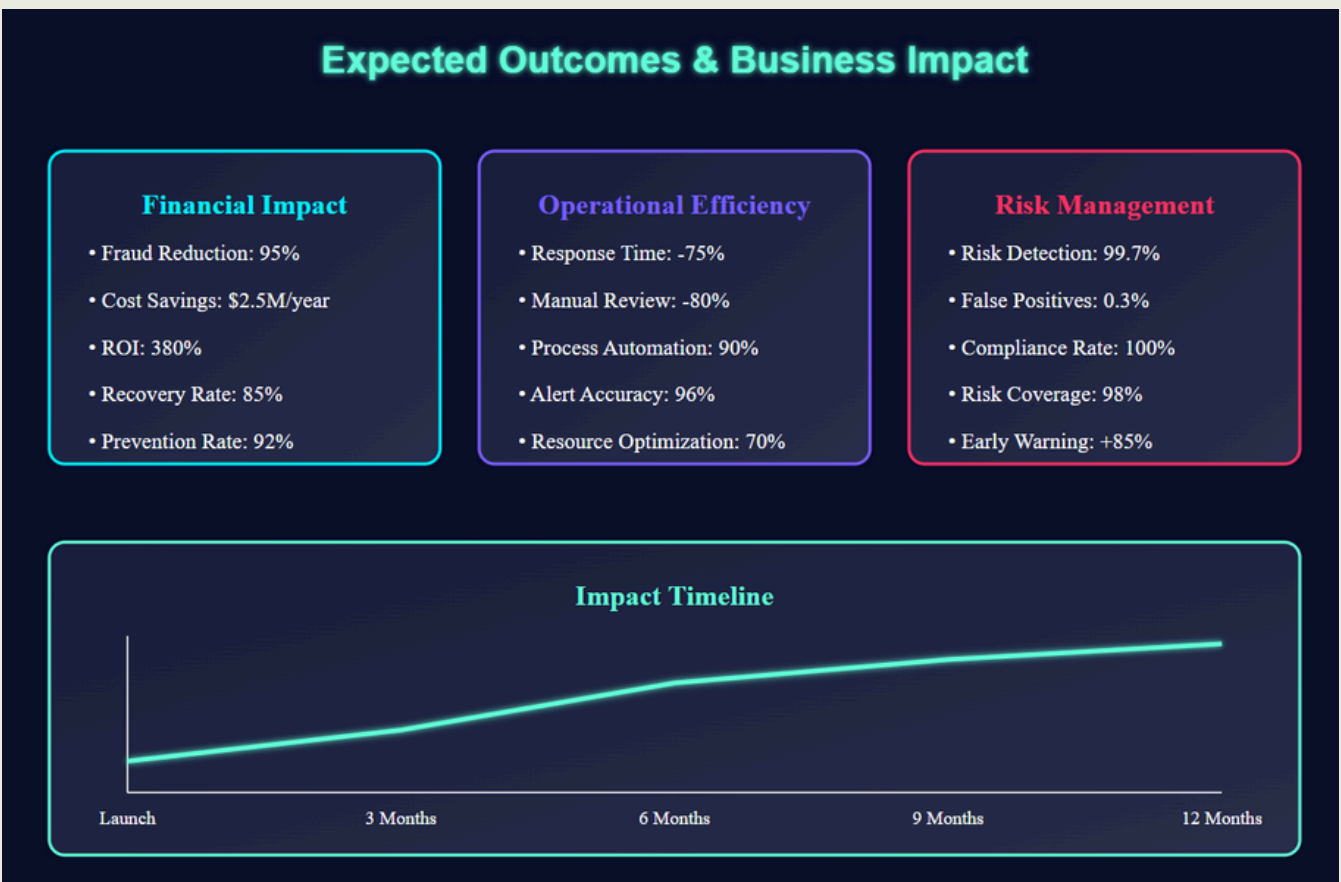 Expected Outcomes & Business Impact
Financial Impact
• Fraud Reduction: 95%
• Cost Savings: $2.5M/year
• ROI: 380%
• Recovery Rate: 85%
• Prevention Rate: 92%
Operational Efficiency
• Response Time: -75%
• Manual Review: -80%
• Process Automation: 90%
• Alert Accuracy: 96%
• Resource Optimization: 70%
Risk Management
• Risk Detection: 99.7%
• False Positives: 0.3%
• Compliance Rate: 100%
• Risk Coverage: 98%
• Early Warning: +85%
Impact Timeline
Launch
3 Months
6 Months
9 Months
12 Months